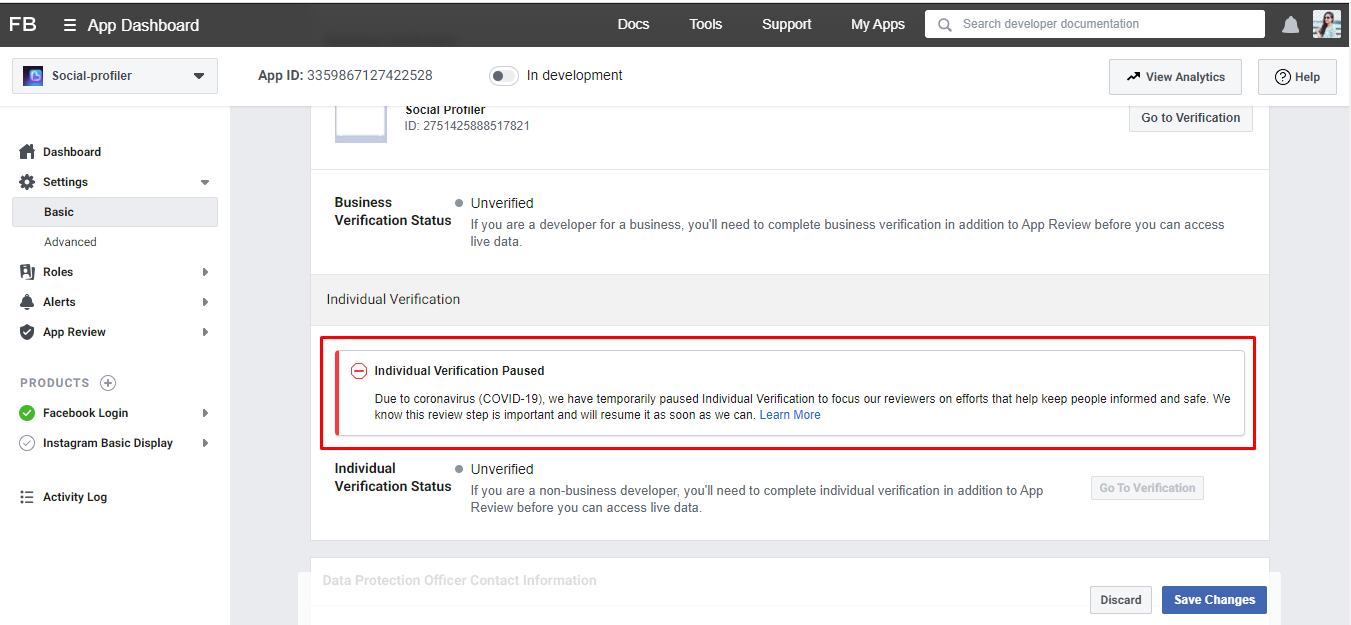 FB
App Dashboard
Docs
Tools
Support
My Apps
Search developer documentation
Social-profiler
App ID: 3359867127422528
In development
View Analytics
Help
Dashboard
Settings
Basic
Advanced
Roles
Alerts
App Review
PRODUCTS
Facebook Login
Instagram Basic Display
Activity Log
Social Profiler
ID: 2751425888517821
Go to Verification
Business
Verification Status
Unverified
If you are a developer for a business, you'll need to complete business verification in addition to App Review before you can access
live data.
Individual Verification
Individual Verification Paused
Due to coronavirus (COVID-19), we have temporarily paused Individual Verification to focus our reviewers on efforts that help keep people informed and safe. We
know this review step is important and will resume it as soon as we can. Learn More
Individual
Verification Status
Unverified
If you are a non-business developer, you'll need to complete individual verification in addition to App
Review before you can access live data.
Go To Verification
Data Protection Officer Contact Information
Discard
Save Changes